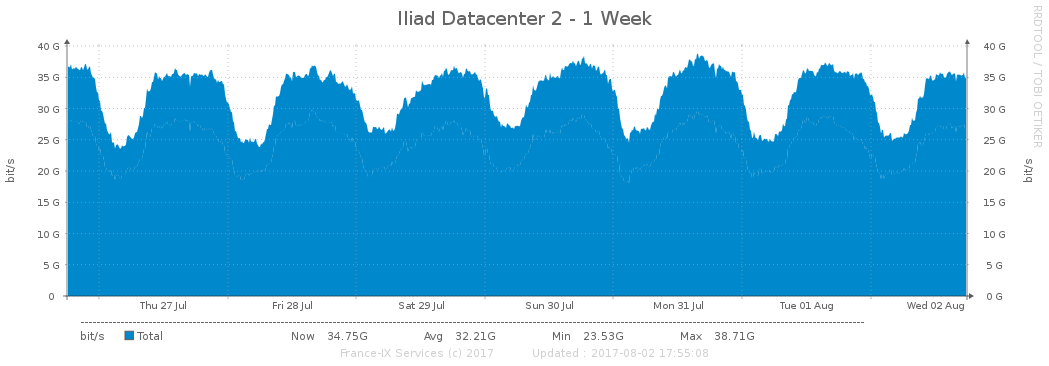 Iliad Datacenter 2 - 1 Week
RRDTOOL / TOBI OETIKER
40 G 40 G
35 G 35 G
30 G 30 G
25 G 25 G
20 G 20 G
15 G 15 G
10 G 10 G
5 G 5 G
0 0 G
bit/s bit/s
Thu 27 Jul Fri 28 Jul Sat 29 Jul Sun 30 Jul Mon 31 Jul Tue 01 Aug Wed 02 Aug
bit/s Total Now 34.75G Avg 32.21G Min 23.53G Max 38.71G
France-IX Services (c) 2017 Updated : 2017-08-02 17:55:08